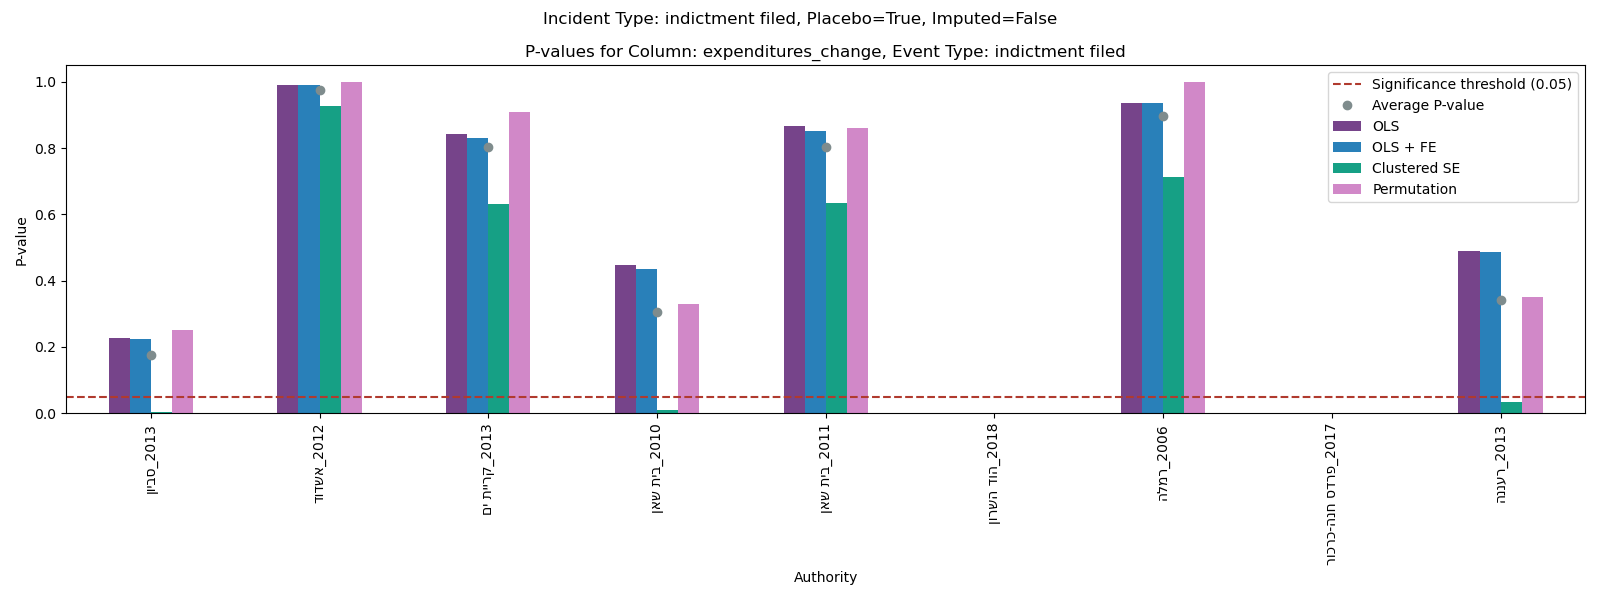 Incident Type: indictment filed, Placebo=True, Imputed=False
P-values for Column: expenditures_change, Event Type: indictment filed
Significance threshold (0.05)
Average P-value
OLS
OLS + FE
Clustered SE
Permutation
P-value
1.0
0.8
0.6
0.4
0.2
0.0
סביון_2013
אשדוד_2012
קריית ים_2013
בית שאן_2010
בית שאן_2011
הוד השרון_2018
רמלה_2006
פרדס חנה-כרכור_2017
רעננה_2013
Authority